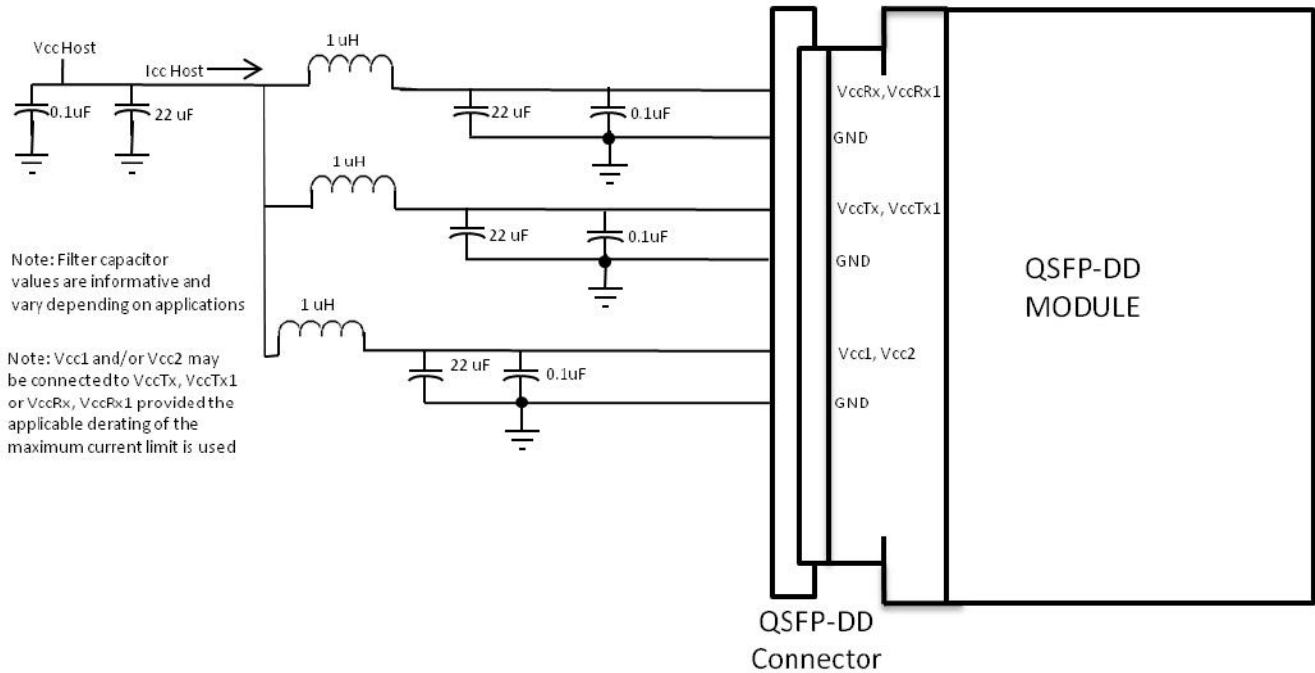 1 uH
Vcc Host
Icc Host
0.1uF
22 uF
22 uF
0.1uF
VccRx, VccRx1
GND
1 uH
VccTx, VccTx1
22 uF
0.1uF
GND
Note: Filter capacitor
values are informative and
vary depending on applications
QSFP-DD
MODULE
1 uH
Note: Vcc1 and/or Vcc2 may
be connected to VccTx, VccTx1
or VccRx, VccRx1 provided the
applicable derating of the
maximum current limit is used
22 uF
0.1uF
Vcc1, Vcc2
GND
QSFP-DD
Connector